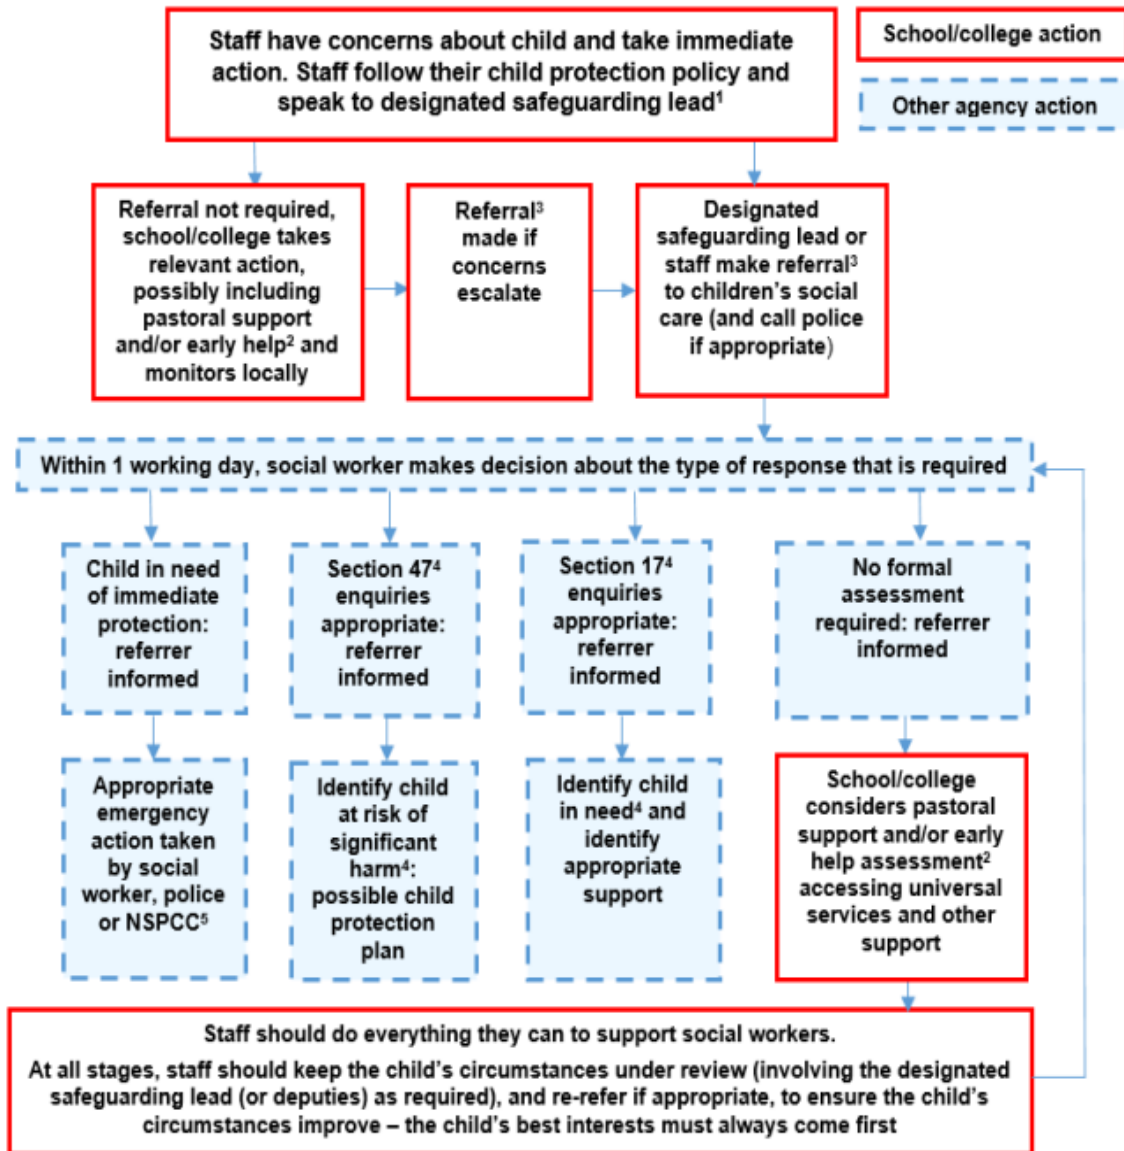 Staff have concerns about child and take immediate
action. Staff follow their child protection policy and
speak to designated safeguarding lead¹
School/college action
Other agency action
Referral not required,
school/college takes
relevant action,
possibly including
pastoral support
and/or early help² and
monitors locally
Referral³
made if
concerns
escalate
Designated
safeguarding lead or
staff make referral³
to children’s social
care (and call police
if appropriate)
Within 1 working day, social worker makes decision about the type of response that is required
Child in need
of immediate
protection:
referrer
informed
Section 47⁴
enquiries
appropriate:
referrer
informed
Section 17⁴
enquiries
appropriate:
referrer
informed
No formal
assessment
required: referrer
informed
Appropriate
emergency
action taken
by social
worker, police
or NSPCC⁵
Identify child
at risk of
significant
harm⁴:
possible child
protection
plan
Identify child
in need⁴ and
identify
appropriate
support
School/college
considers pastoral
support and/or early
help assessment²
accessing universal
services and other
support
Staff should do everything they can to support social workers.
At all stages, staff should keep the child’s circumstances under review (involving the designated
safeguarding lead (or deputies) as required), and re-refer if appropriate, to ensure the child’s
circumstances improve – the child’s best interests must always come first